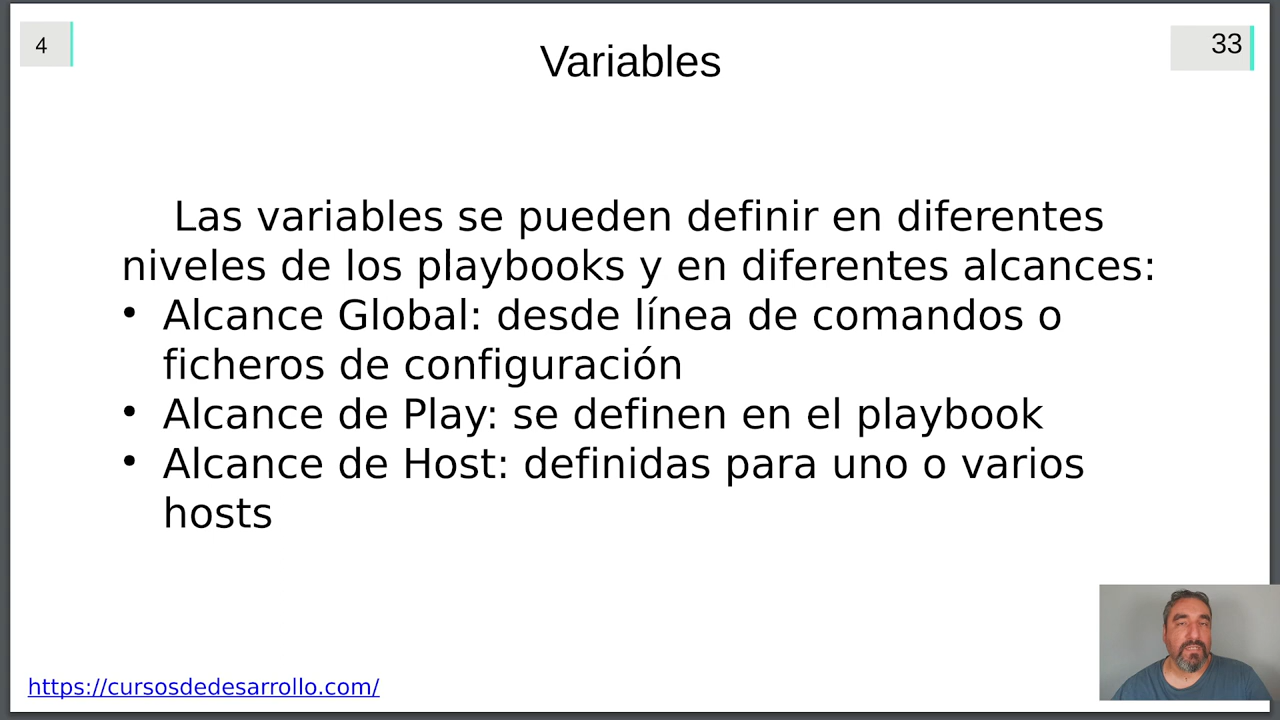 4
Variables
33
Las variables se pueden definir en diferentes
niveles de los playbooks y en diferentes alcances:
• Alcance Global: desde línea de comandos o
ficheros de configuración
• Alcance de Play: se definen en el playbook
• Alcance de Host: definidas para uno o varios
hosts
https://cursosdedesarrollo.com/